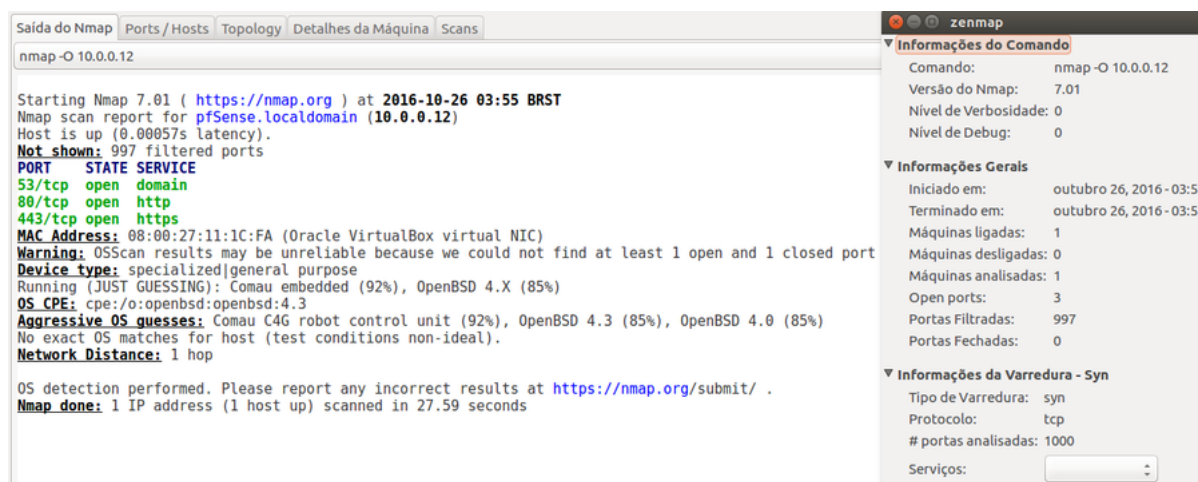 Saída do Nmap Ports / Hosts Topology Detalhes da Máquina Scans
nmap -O 10.0.0.12
Starting Nmap 7.01 ( https://nmap.org ) at 2016-10-26 03:55 BRST
Nmap scan report for pfSense.localdomain (10.0.0.12)
Host is up (0.00057s latency).
Not shown: 997 filtered ports
PORT STATE SERVICE
53/tcp open domain
80/tcp open http
443/tcp open https
MAC Address: 08:00:27:11:1C:FA (Oracle VirtualBox virtual NIC)
Warning: OSScan results may be unreliable because we could not find at least 1 open and 1 closed port
Device type: specialized|general purpose
Running (JUST GUESSING): Comau embedded (92%), OpenBSD 4.X (85%)
OS CPE: cpe:/o:openbsd:openbsd:4.3
Aggressive OS guesses: Comau C4G robot control unit (92%), OpenBSD 4.3 (85%), OpenBSD 4.0 (85%)
No exact OS matches for host (test conditions non-ideal).
Network Distance: 1 hop
OS detection performed. Please report any incorrect results at https://nmap.org/submit/ .
Nmap done: 1 IP address (1 host up) scanned in 27.59 seconds
zenmap
Informações do Comando
Comando: nmap -O 10.0.0.12
Versão do Nmap: 7.01
Nível de Verbosidade: 0
Nível de Debug: 0
Informações Gerais
Iniciado em: outubro 26, 2016 - 03:5
Terminado em: outubro 26, 2016 - 03:5
Máquinas ligadas: 1
Máquinas desligadas: 0
Máquinas analisadas: 1
Open ports: 3
Portas Filtradas: 997
Portas Fechadas: 0
Informações da Varredura - Syn
Tipo de Varredura: syn
Protocolo: tcp
# portas analisadas: 1000
Serviços: